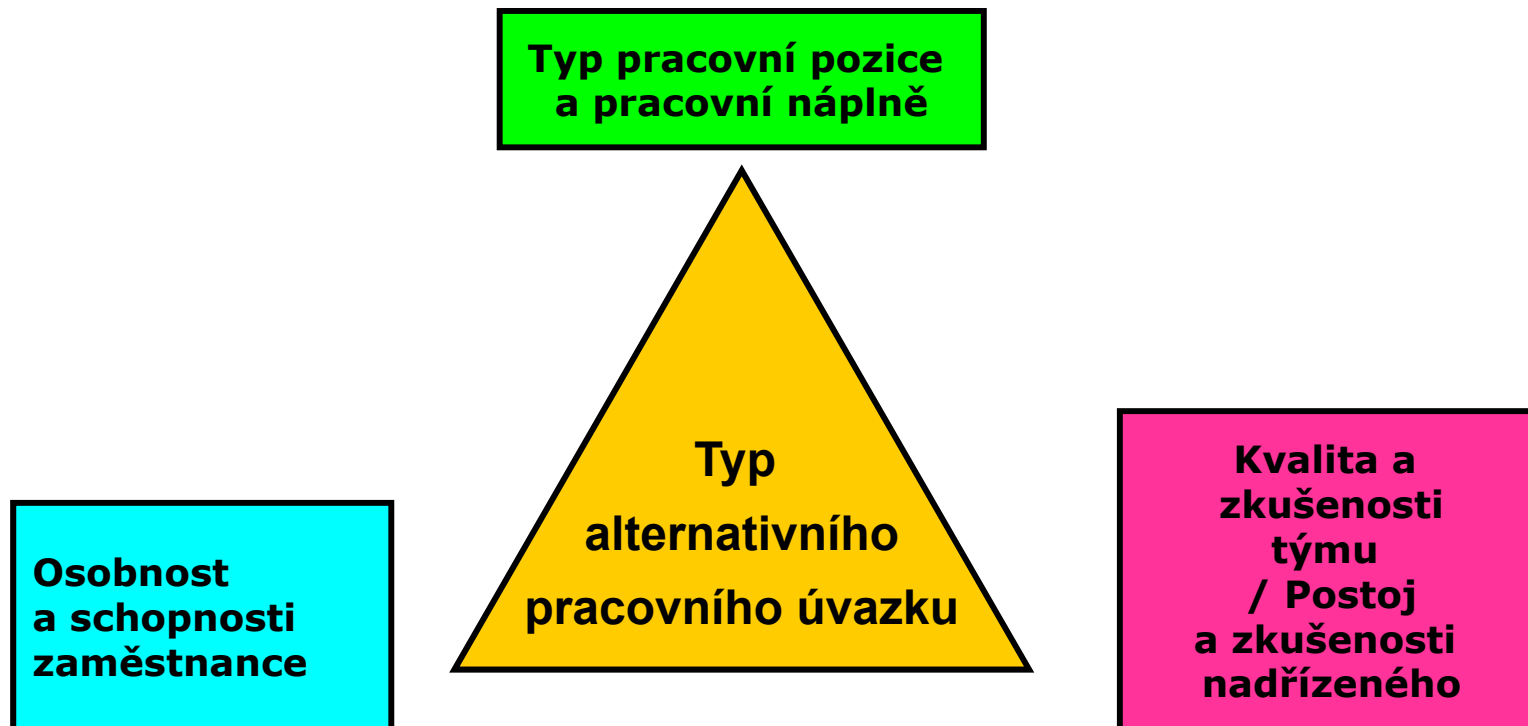 Typ pracovní pozice
a pracovní náplně
Typ
alternativního
pracovního úvazku
Osobnost
a schopnosti
zaměstnance
Kvalita a
zkušenosti
týmu
/ Postoj
a zkušenosti
nadřízeného